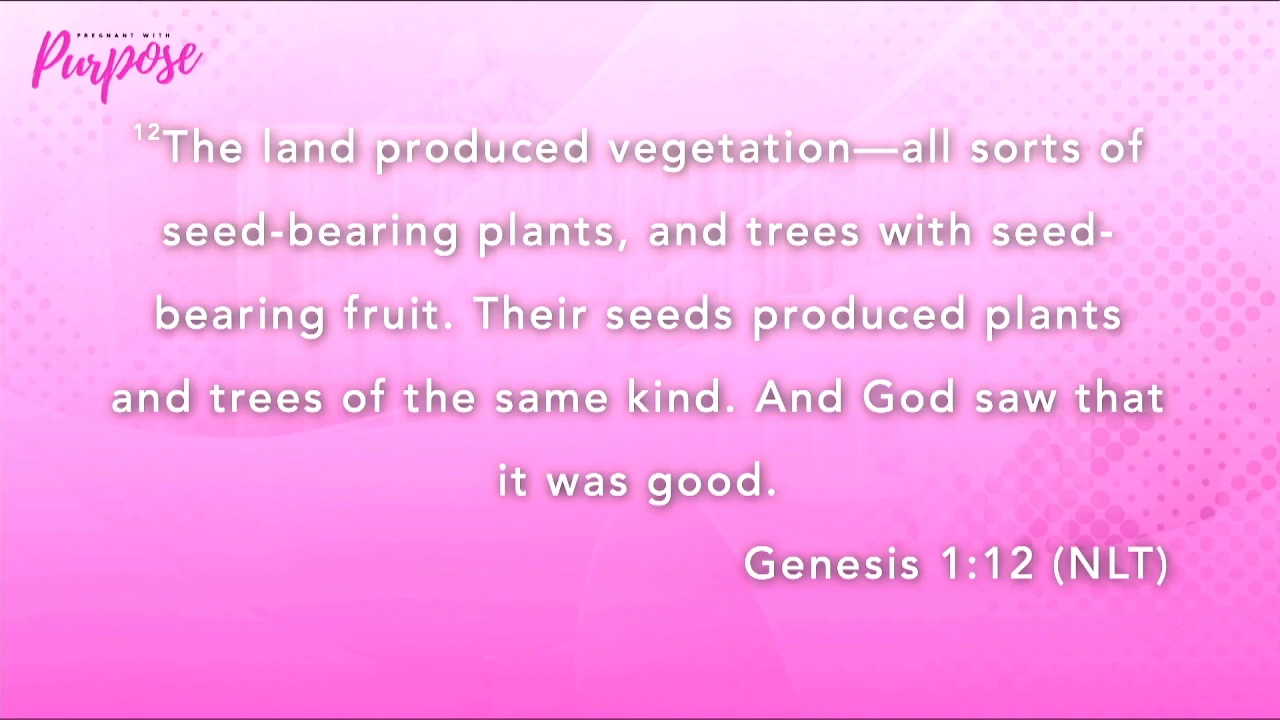 PREGNANT WITH
Purpose
¹²The land produced vegetation—all sorts of
seed-bearing plants, and trees with seed-
bearing fruit. Their seeds produced plants
and trees of the same kind. And God saw that
it was good.
Genesis 1:12 (NLT)